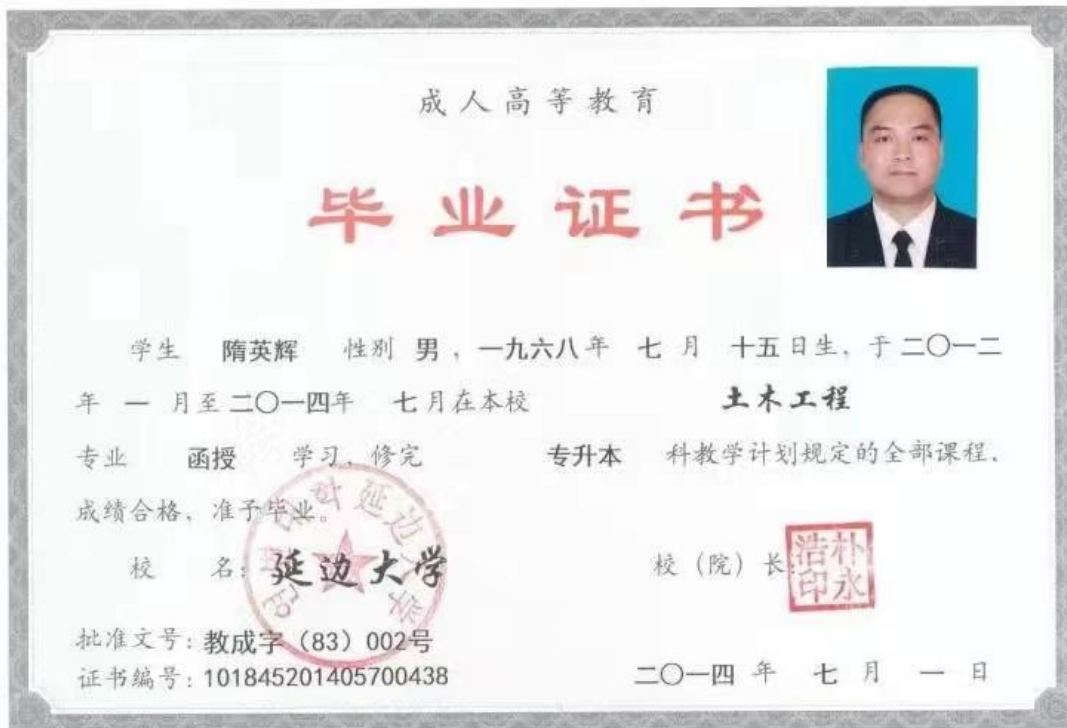 成人高等教育
毕业证书
学生 隋英辉 性别 男，一九六八年 七 月 十五日生、于二〇一二
年 一 月至二〇一四年 七月在本校 土木工程
专业 函授 学习、修完 专升本 科教学计划规定的全部课程、
成绩合格、准予毕业。
校 名：延边大学 校（院）长：
朴永浩印
批准文号：教成字（83）002号
证书编号：101845201405700438 二〇一四 年 七 月 一 日